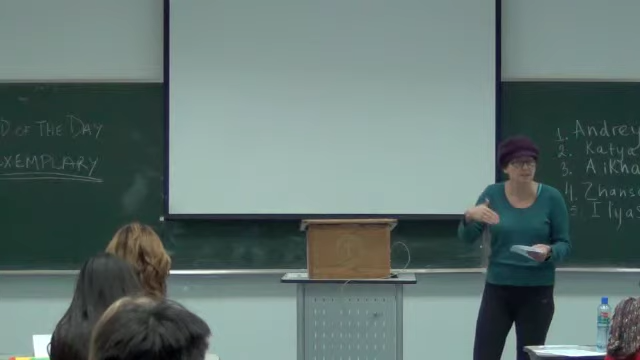 D OF THE DAY
EXEMPLARY
1. Andrey
2. Katya
3. Aikha
4. Zhans
5. Ilyas